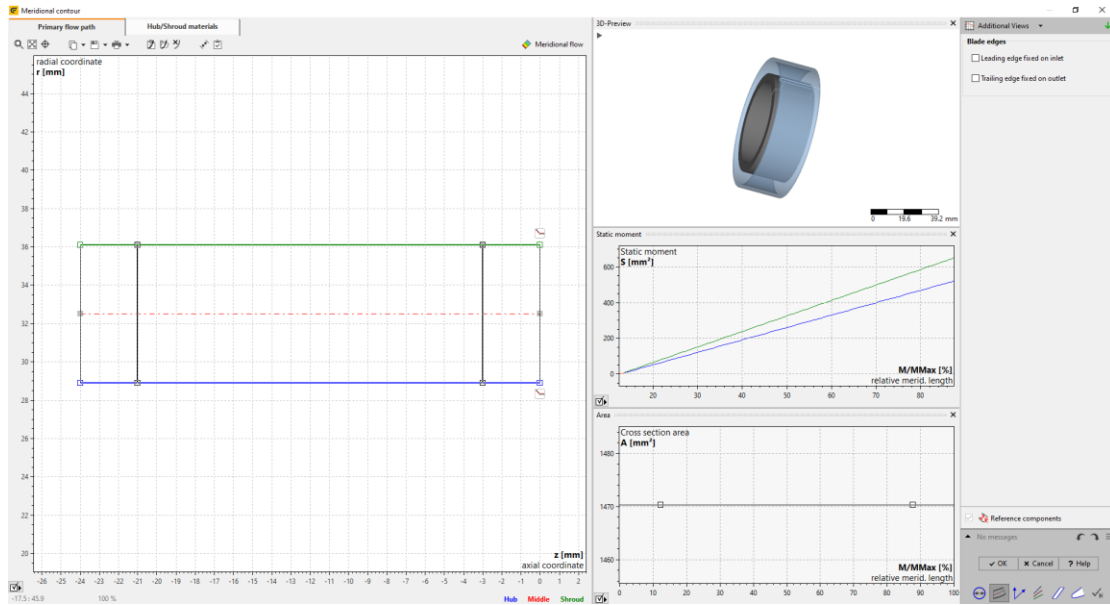 Meridional contour
Primary flow path
Hub/Shroud materials
Meridional flow
radial coordinate
r [mm]
44
42
40
38
36
34
32
30
28
26
24
22
20
z [mm]
axial coordinate
-26 -25 -24 -23 -22 -21 -20 -19 -18 -17 -16 -15 -14 -13 -12 -11 -10 -9 -8 -7 -6 -5 -4 -3 -2 -1 0 1 2
-17.5 : 45.9
100 %
Hub Middle Shroud
3D-Preview
0 19.6 39.2 mm
Static moment
Static moment
S [mm²]
600
400
200
0
M/MMax [%]
relative merid. length
20 30 40 50 60 70 80
Area
Cross section area
A [mm²]
1480
1470
1460
M/MMax [%]
relative merid. length
0 10 20 30 40 50 60 70 80 90 100
Additional Views
Blade edges
Leading edge fixed on inlet
Trailing edge fixed on outlet
Reference components
No messages
OK Cancel ? Help